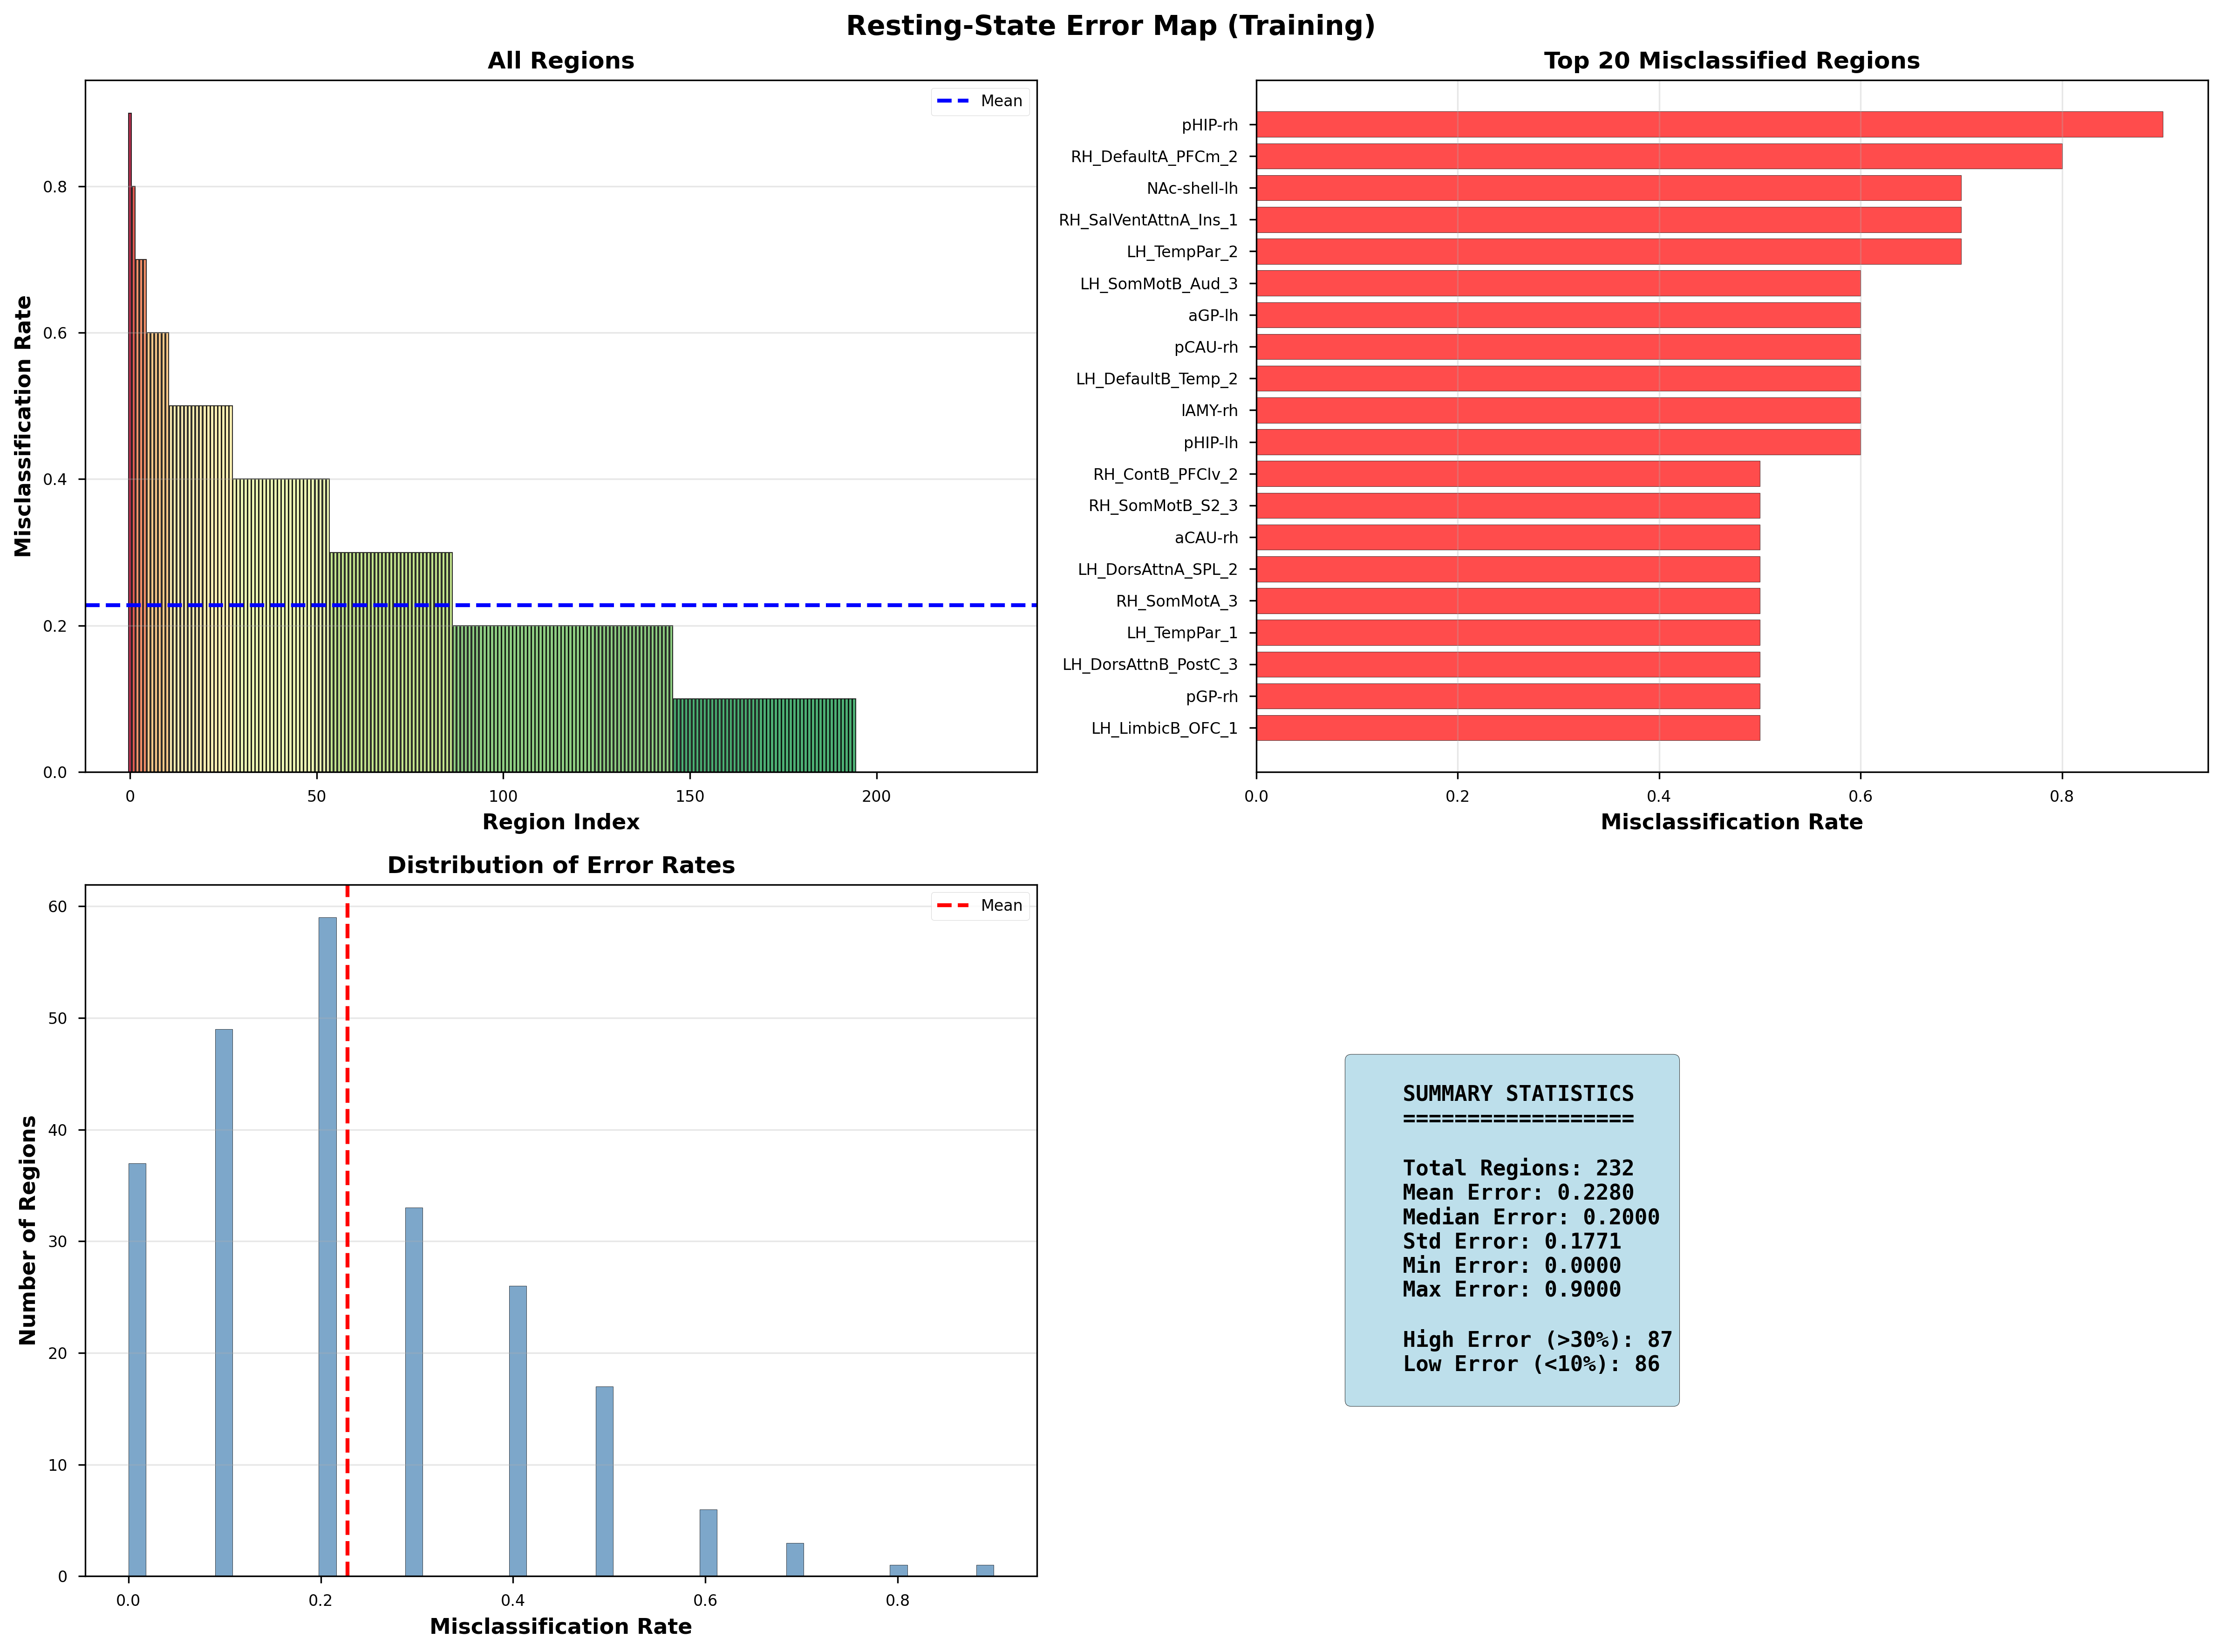 Resting-State Error Map (Training)
All Regions
Mean
Misclassification Rate
0.8
0.6
0.4
0.2
0.0
0
50
100
150
200
Region Index
Top 20 Misclassified Regions
pHIP-rh
RH_DefaultA_PFCm_2
NAc-shell-lh
RH_SalVentAttnA_Ins_1
LH_TempPar_2
LH_SomMotB_Aud_3
aGP-lh
pCAU-rh
LH_DefaultB_Temp_2
lAMY-rh
pHIP-lh
RH_ContB_PFClv_2
RH_SomMotB_S2_3
aCAU-rh
LH_DorsAttnA_SPL_2
RH_SomMotA_3
LH_TempPar_1
LH_DorsAttnB_PostC_3
pGP-rh
LH_LimbicB_OFC_1
0.0
0.2
0.4
0.6
0.8
Misclassification Rate
Distribution of Error Rates
Mean
Number of Regions
60
50
40
30
20
10
0
0.0
0.2
0.4
0.6
0.8
Misclassification Rate
SUMMARY STATISTICS
==================
Total Regions: 232
Mean Error: 0.2280
Median Error: 0.2000
Std Error: 0.1771
Min Error: 0.0000
Max Error: 0.9000
High Error (>30%): 87
Low Error (<10%): 86